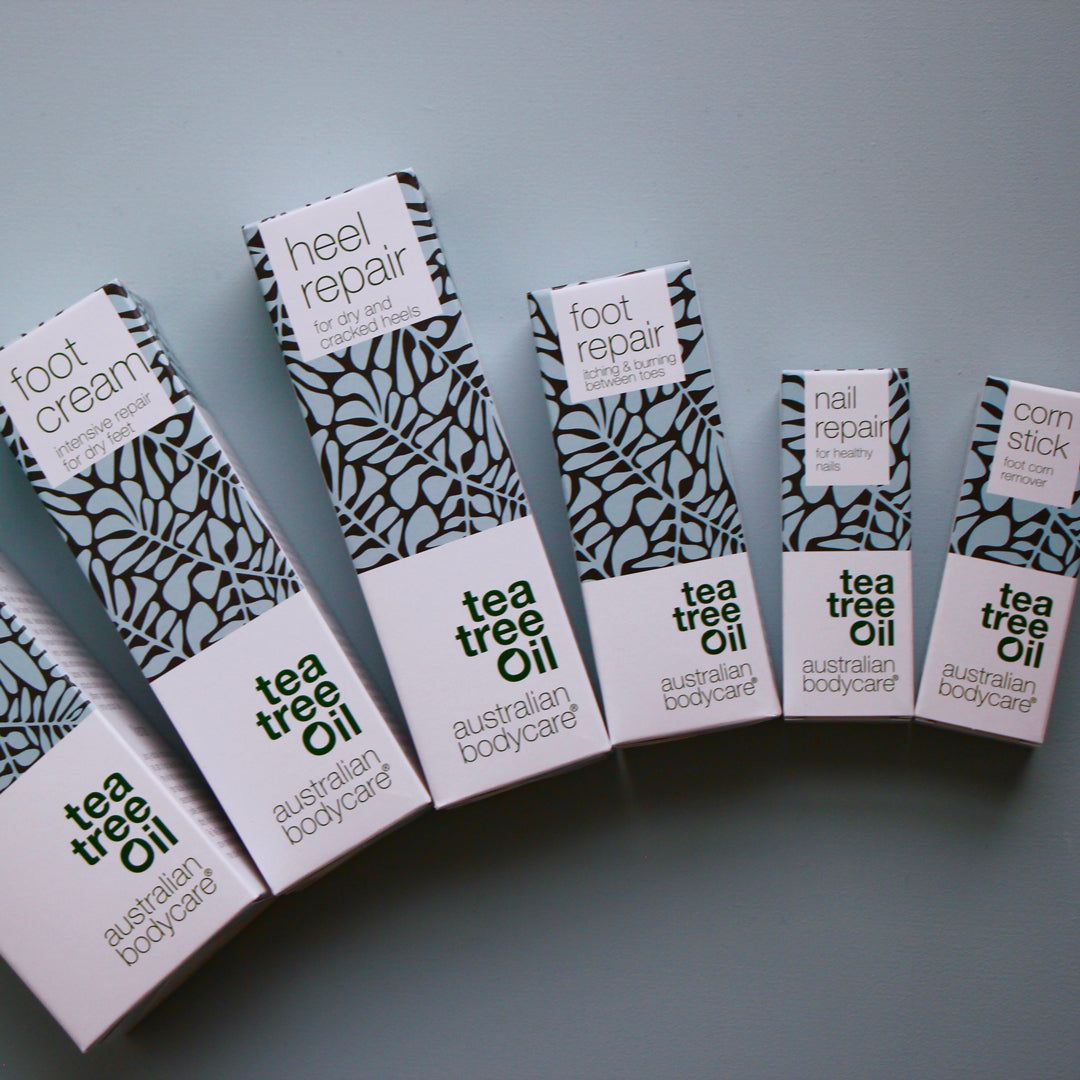 foot
cream
intensive repair
for dry feet
heel
repair
for dry and
cracked heels
foot
repair
itching & burning
between toes
nail
repair
for healthy
nails
corn
stick
foot corn
remover
tea
tree
Oil
australian
bodycare®
tea
tree
Oil
australian
bodycare®
tea
tree
Oil
australian
bodycare®
tea
tree
Oil
australian
bodycare®
tea
tree
Oil
australian
bodycare®
tea
tree
Oil
australian
bodycare®